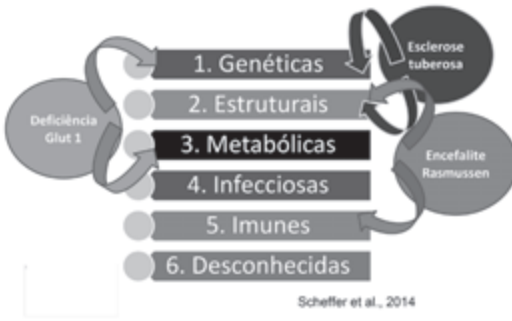 Esclerose
tuberosa
1. Genéticas
2. Estruturais
Deficiência
Glut 1
3. Metabólicas
Encefalite
Rasmussen
4. Infecciosas
5. Imunes
6. Desconhecidas
Scheffer et al., 2014